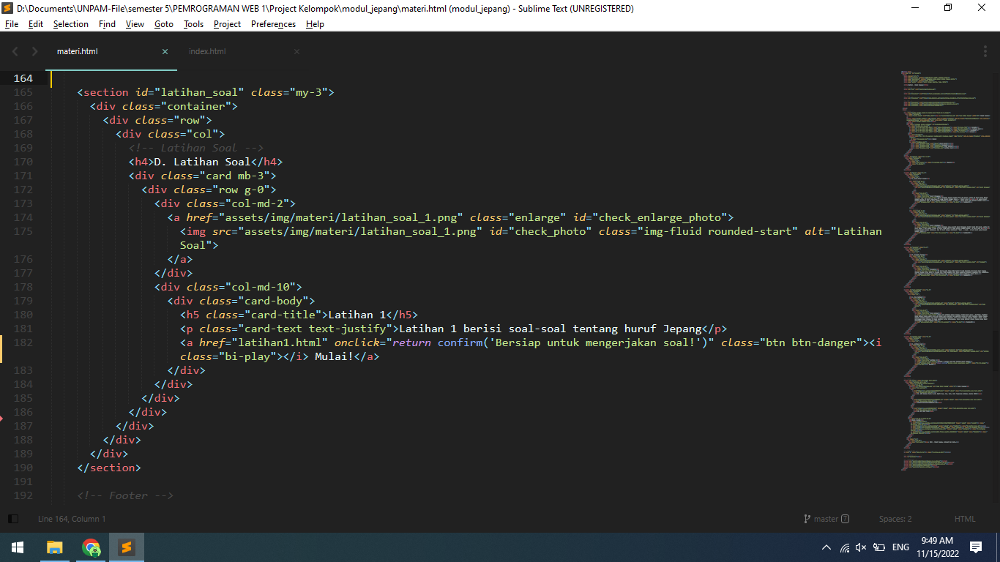 D:\Documents\UNPAM-File\semester 5\PEMROGRAMAN WEB 1\Project Kelompok\modul_jepang\materi.html (modul_jepang) - Sublime Text (UNREGISTERED)
File Edit Selection Find View Goto Tools Project Preferences Help
materi.html index.html
164
165 <section id="latihan_soal" class="my-3">
166 <div class="container">
167 <div class="row">
168 <div class="col">
169 <!-- Latihan Soal -->
170 <h4>D. Latihan Soal</h4>
171 <div class="card mb-3">
172 <div class="row g-0">
173 <div class="col-md-2">
174 <a href="assets/img/materi/latihan_soal_1.png" class="enlarge" id="check_enlarge_photo">
175 <img src="assets/img/materi/latihan_soal_1.png" id="check_photo" class="img-fluid rounded-start" alt="Latihan
Soal">
176 </a>
177 </div>
178 <div class="col-md-10">
179 <div class="card-body">
180 <h5 class="card-title">Latihan 1</h5>
181 <p class="card-text text-justify">Latihan 1 berisi soal-soal tentang huruf Jepang</p>
182 <a href="latihan1.html" onclick="return confirm('Bersiap untuk mengerjakan soal!')" class="btn btn-danger"><i
class="bi-play"></i> Mulai!</a>
183 </div>
184 </div>
185 </div>
186 </div>
187 </div>
188 </div>
189 </div>
190 </section>
191
192 <!-- Footer -->
Line 164, Column 1 master 7 Spaces: 2 HTML
ENG 9:49 AM
11/15/2022